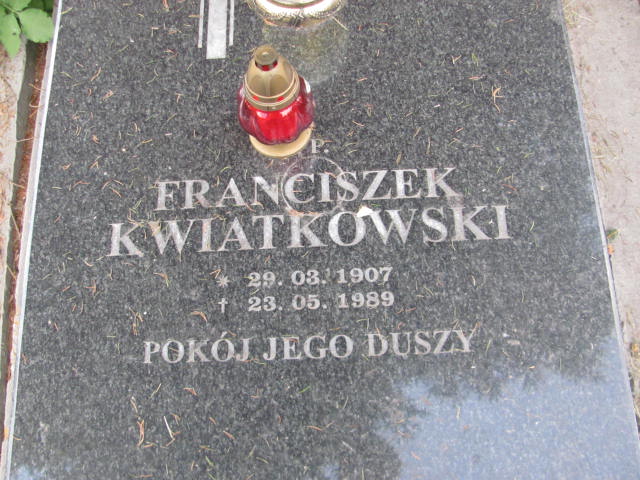 P.
FRANCISZEK
KWIATKOWSKI
* 29. 03. 1907
† 23. 05. 1989
POKÓJ JEGO DUSZY